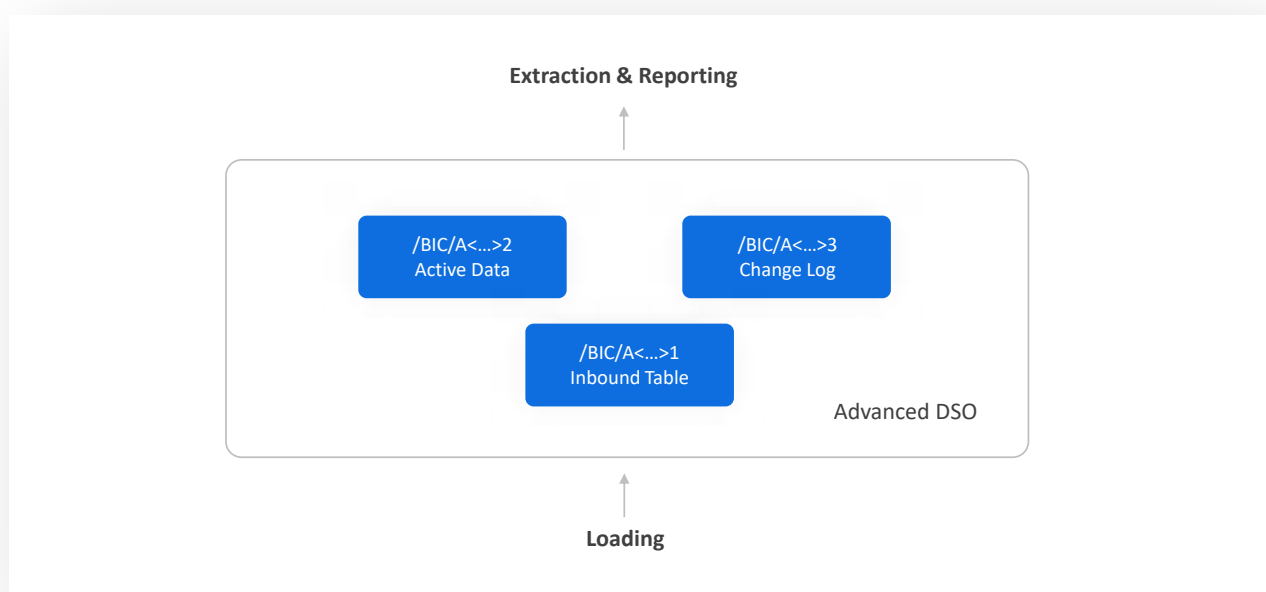 Extraction & Reporting
/BIC/A<...>2
Active Data
/BIC/A<...>3
Change Log
/BIC/A<...>1
Inbound Table
Advanced DSO
Loading